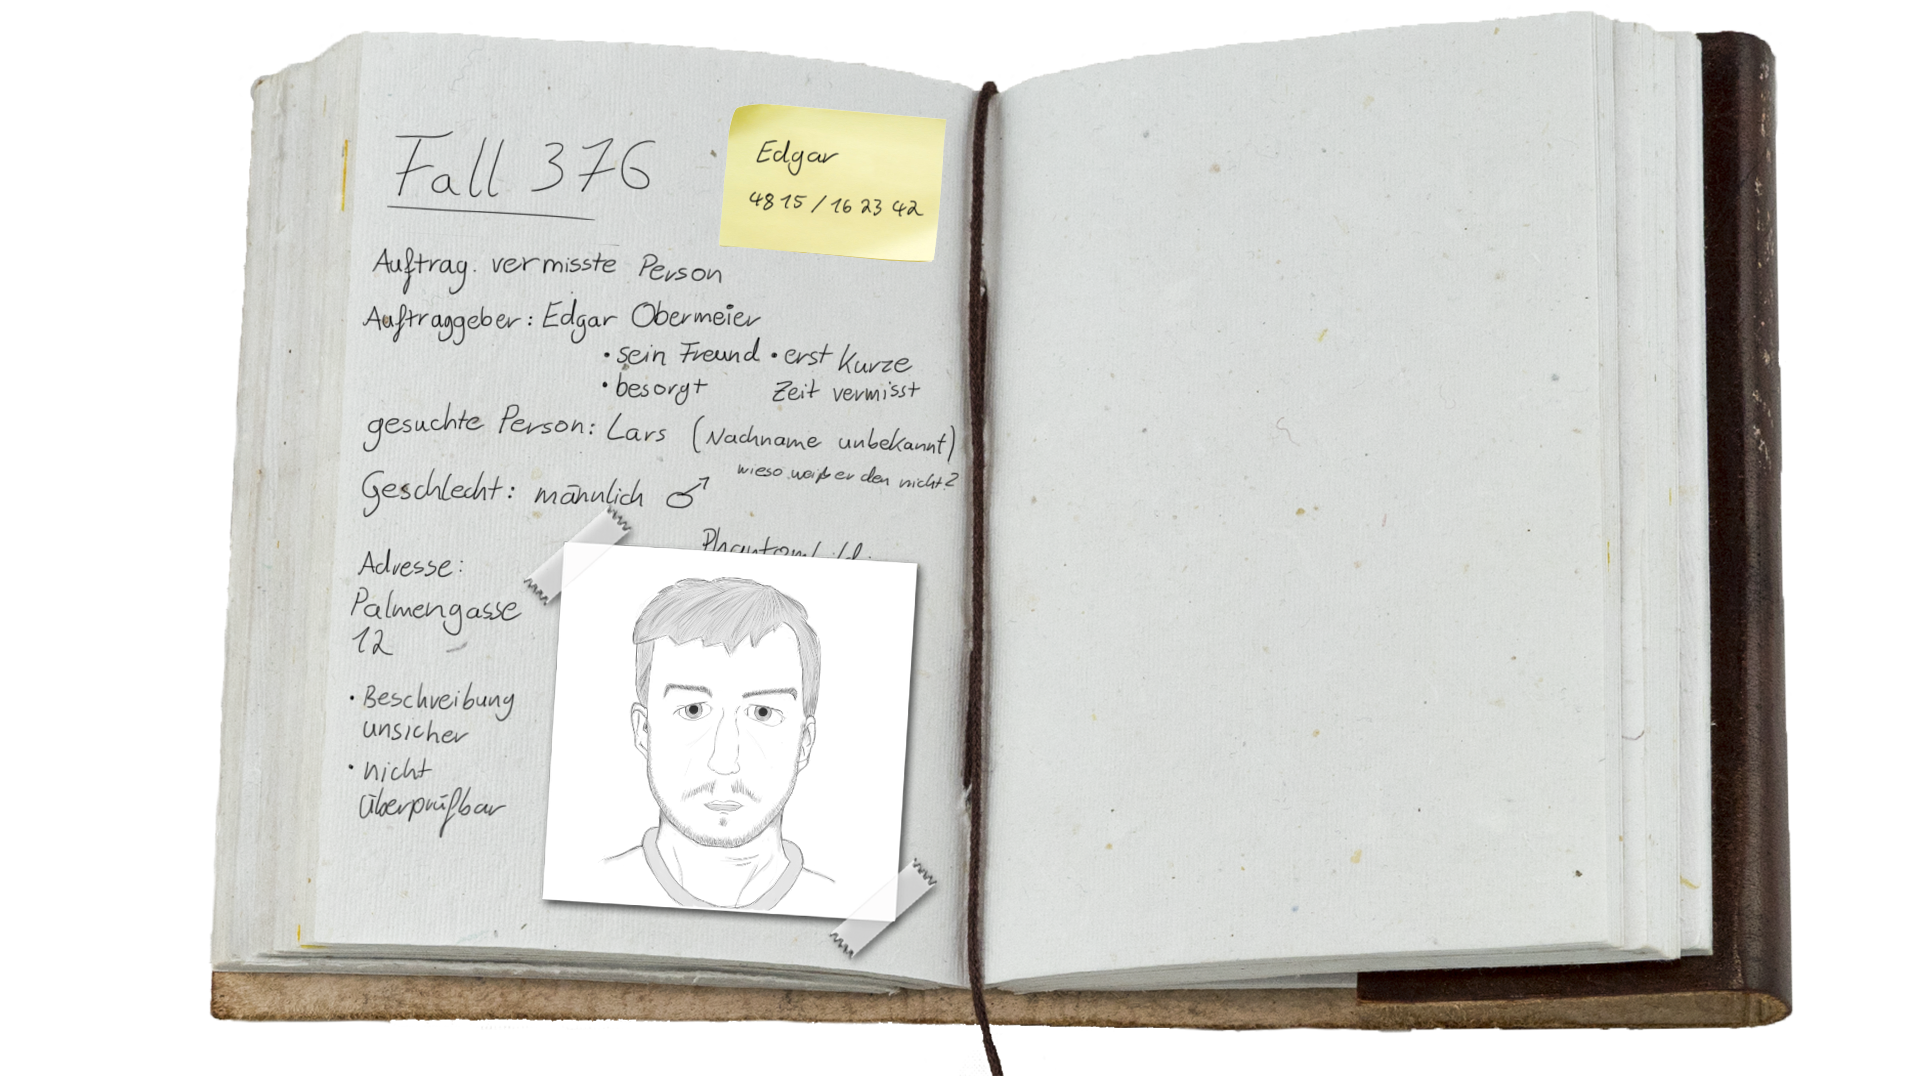 Fall 376
Edgar
48 15 / 16 23 42
Auftrag. vermisste Person
Auftraggeber: Edgar Obermeier
• sein Freund • erst kurze
• besorgt Zeit vermisst
gesuchte Person: Lars (Nachname unbekannt)
wieso weiß er den nicht?
Geschlecht: männlich ♂
Phantombild:
Adresse:
Palmengasse
12
• Beschreibung
unsicher
• nicht
überprüfbar